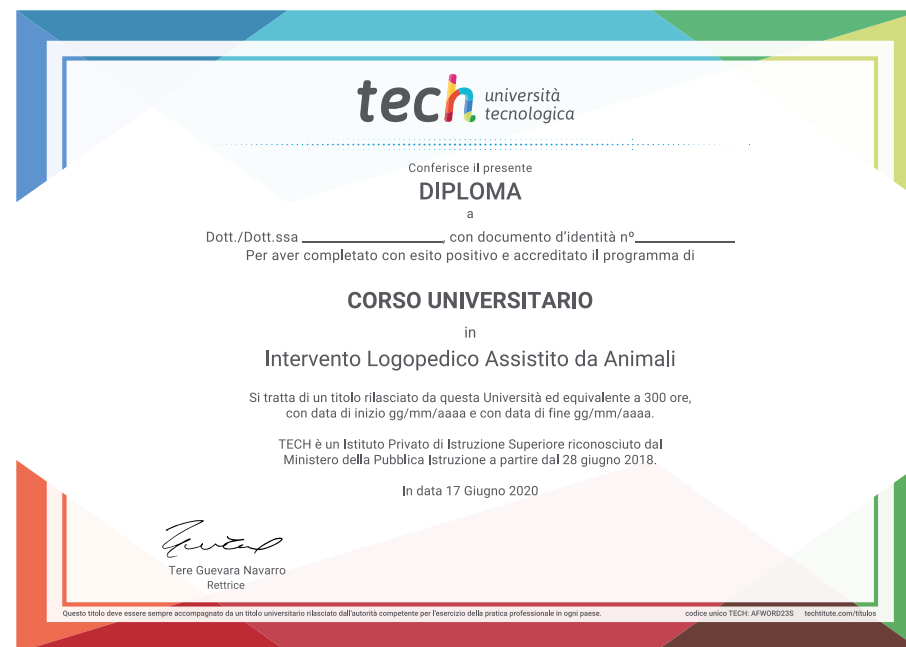 tech università
tecnologica
Conferisce il presente
DIPLOMA
a
Dott./Dott.ssa ________________, con documento d'identità nº____________
Per aver completato con esito positivo e accreditato il programma di
CORSO UNIVERSITARIO
in
Intervento Logopedico Assistito da Animali
Si tratta di un titolo rilasciato da questa Università ed equivalente a 300 ore,
con data di inizio gg/mm/aaaa e con data di fine gg/mm/aaaa.
TECH è un Istituto Privato di Istruzione Superiore riconosciuto dal
Ministero della Pubblica Istruzione a partire dal 28 giugno 2018.
In data 17 Giugno 2020
Tere Guevara Navarro
Rettrice
Questo titolo deve essere sempre accompagnato da un titolo universitario rilasciato dall'autorità competente per l'esercizio della pratica professionale in ogni paese. codice unico TECH: AFWORD23S techtitute.com/titulos